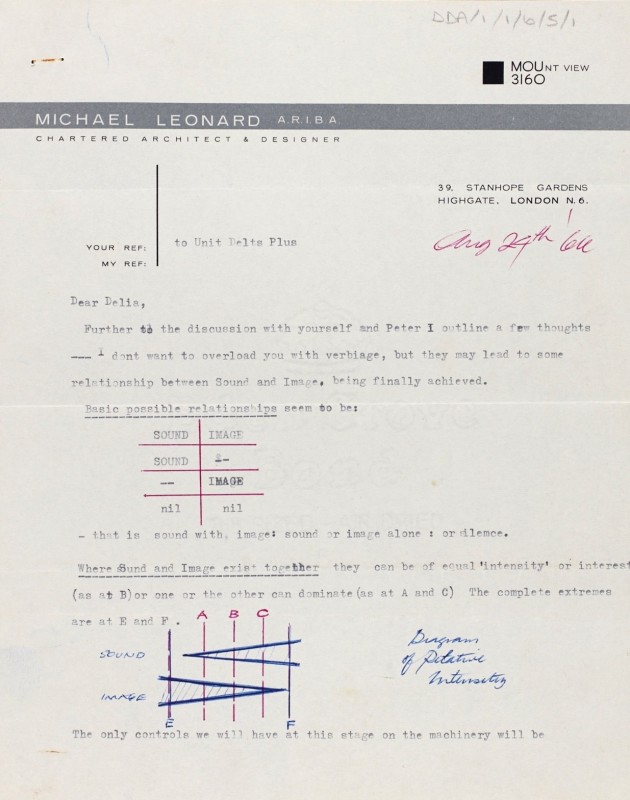 DDA/1/1/6/5/1
MOUNT VIEW
3160
MICHAEL LEONARD A.R.I.B.A.
CHARTERED ARCHITECT & DESIGNER
39, STANHOPE GARDENS
HIGHGATE, LONDON N.6.
Aug 29th '66
YOUR REF: to Unit Delta Plus
MY REF:
Dear Delia,
Further to the discussion with yourself and Peter I outline a few thoughts
--- I dont want to overload you with verbiage, but they may lead to some
relationship between Sound and Image, being finally achieved.
Basic possible relationships seem to be:
SOUND IMAGE
SOUND --
-- IMAGE
nil nil
- that is sound with, image: sound or image alone : or silemce.
Where Sund and Image exist together they can be of equal 'intensity' or interest
(as at B) or one or the other can dominate (as at A and C) The complete extremes
are at E and F.
A B C
SOUND
IMAGE
E F
Diagram
of Relative
Intensity
The only controls we will have at this stage on the machinery will be